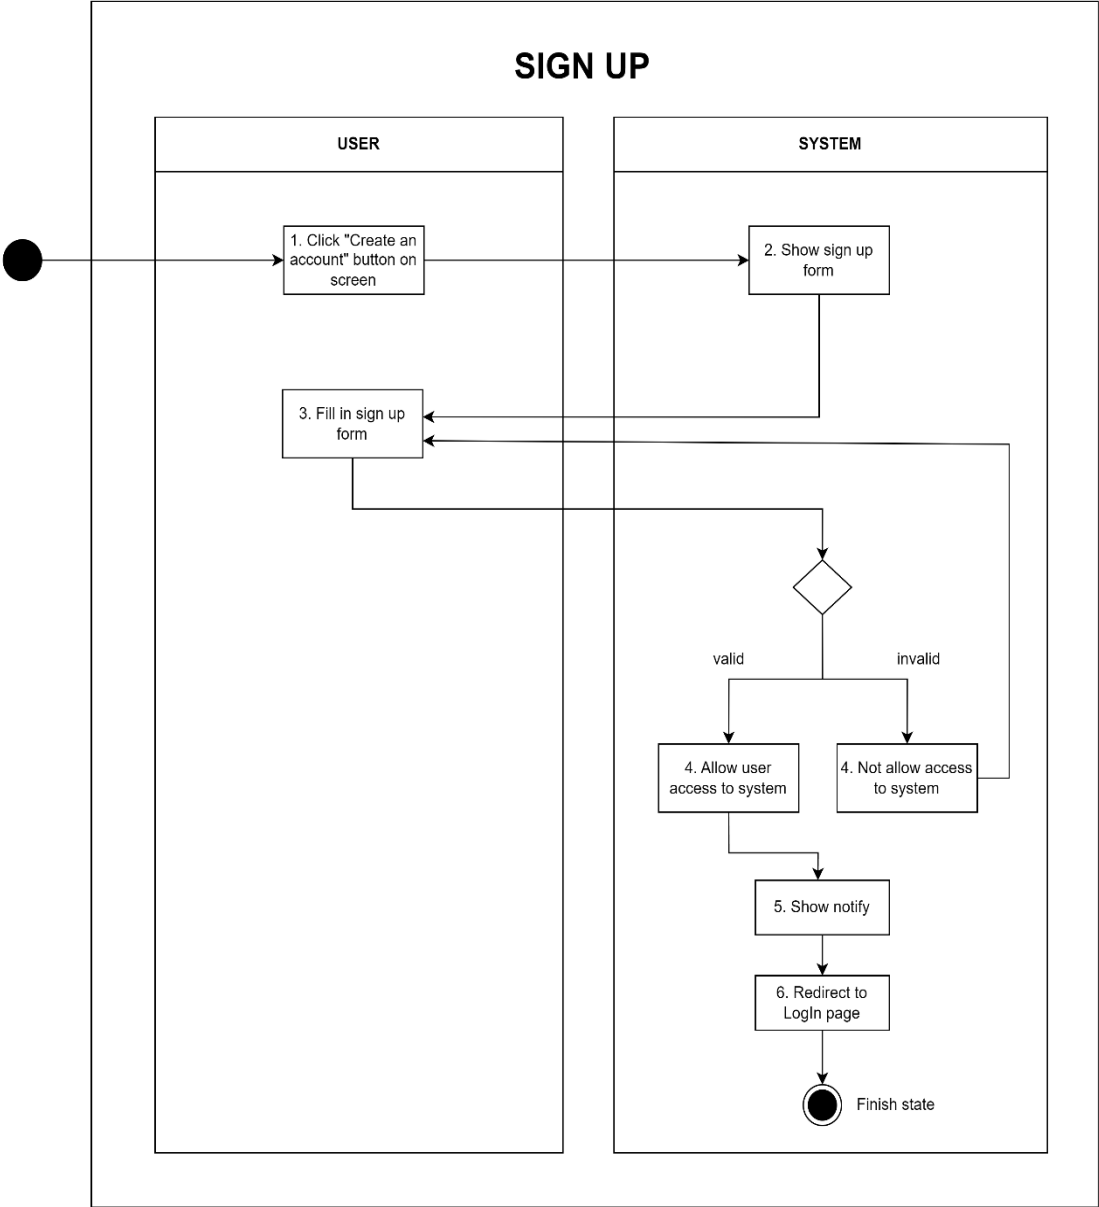 SIGN UP
USER
SYSTEM
1. Click "Create an
account" button on
screen
2. Show sign up
form
3. Fill in sign up
form
valid
invalid
4. Allow user
access to system
4. Not allow access
to system
5. Show notify
6. Redirect to
LogIn page
Finish state